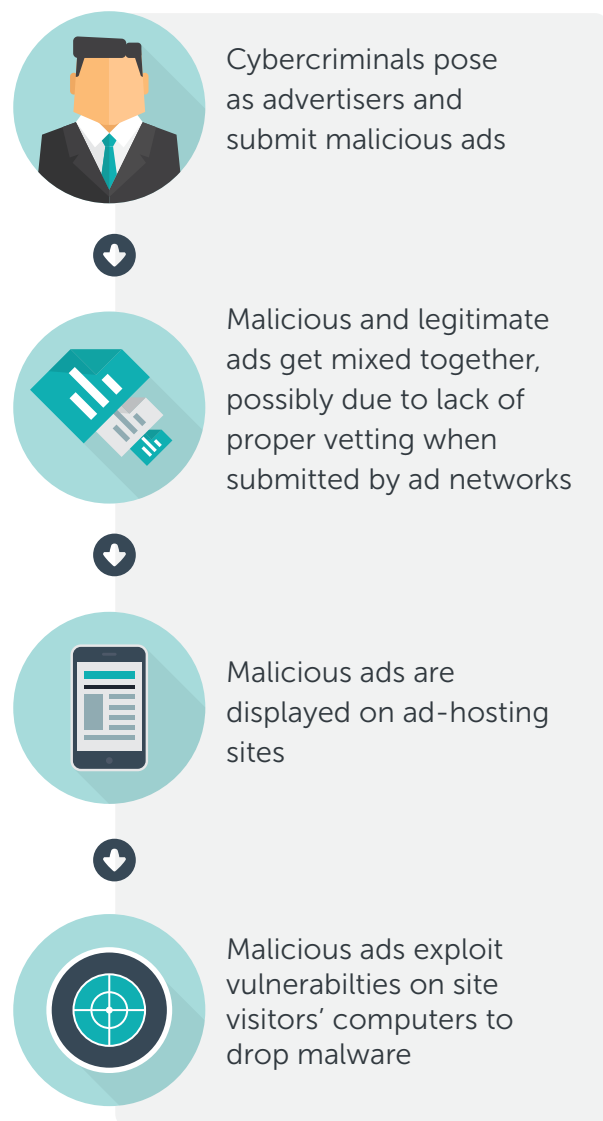 Cybercriminals pose
as advertisers and
submit malicious ads
Malicious and legitimate
ads get mixed together,
possibly due to lack of
proper vetting when
submitted by ad networks
Malicious ads are
displayed on ad-hosting
sites
Malicious ads exploit
vulnerabilties on site
visitors’ computers to
drop malware